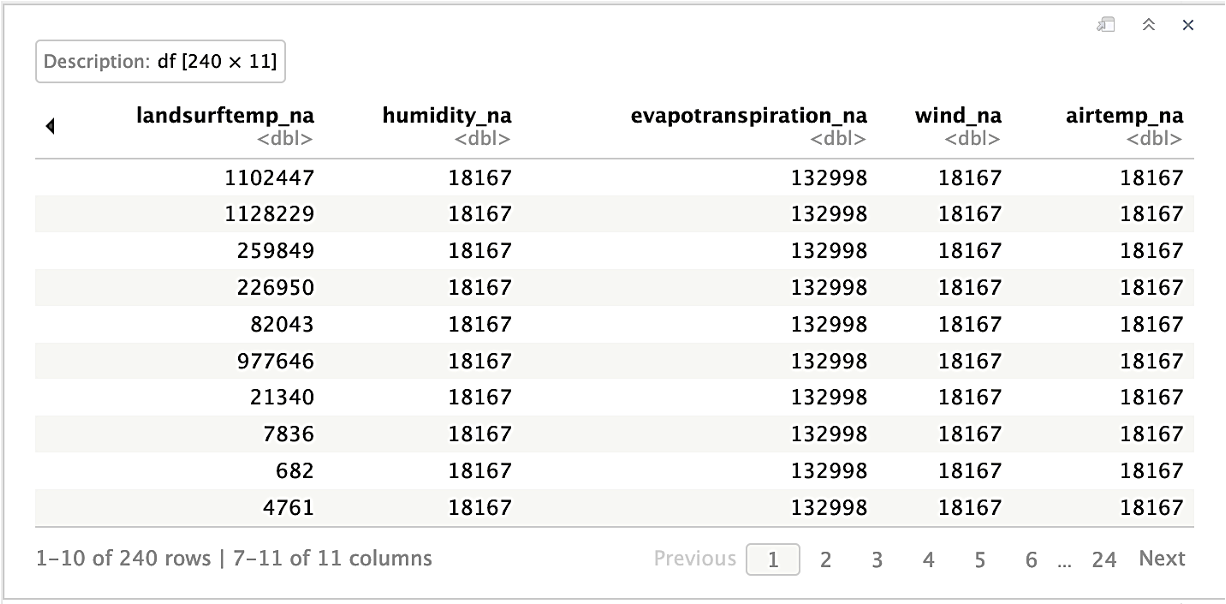 Description: df [240 × 11]
landsurftemp_na humidity_na evapotranspiration_na wind_na airtemp_na
<dbl> <dbl> <dbl> <dbl> <dbl>
1102447 18167 132998 18167 18167
1128229 18167 132998 18167 18167
259849 18167 132998 18167 18167
226950 18167 132998 18167 18167
82043 18167 132998 18167 18167
977646 18167 132998 18167 18167
21340 18167 132998 18167 18167
7836 18167 132998 18167 18167
682 18167 132998 18167 18167
4761 18167 132998 18167 18167
1–10 of 240 rows | 7–11 of 11 columns Previous 1 2 3 4 5 6 ... 24 Next